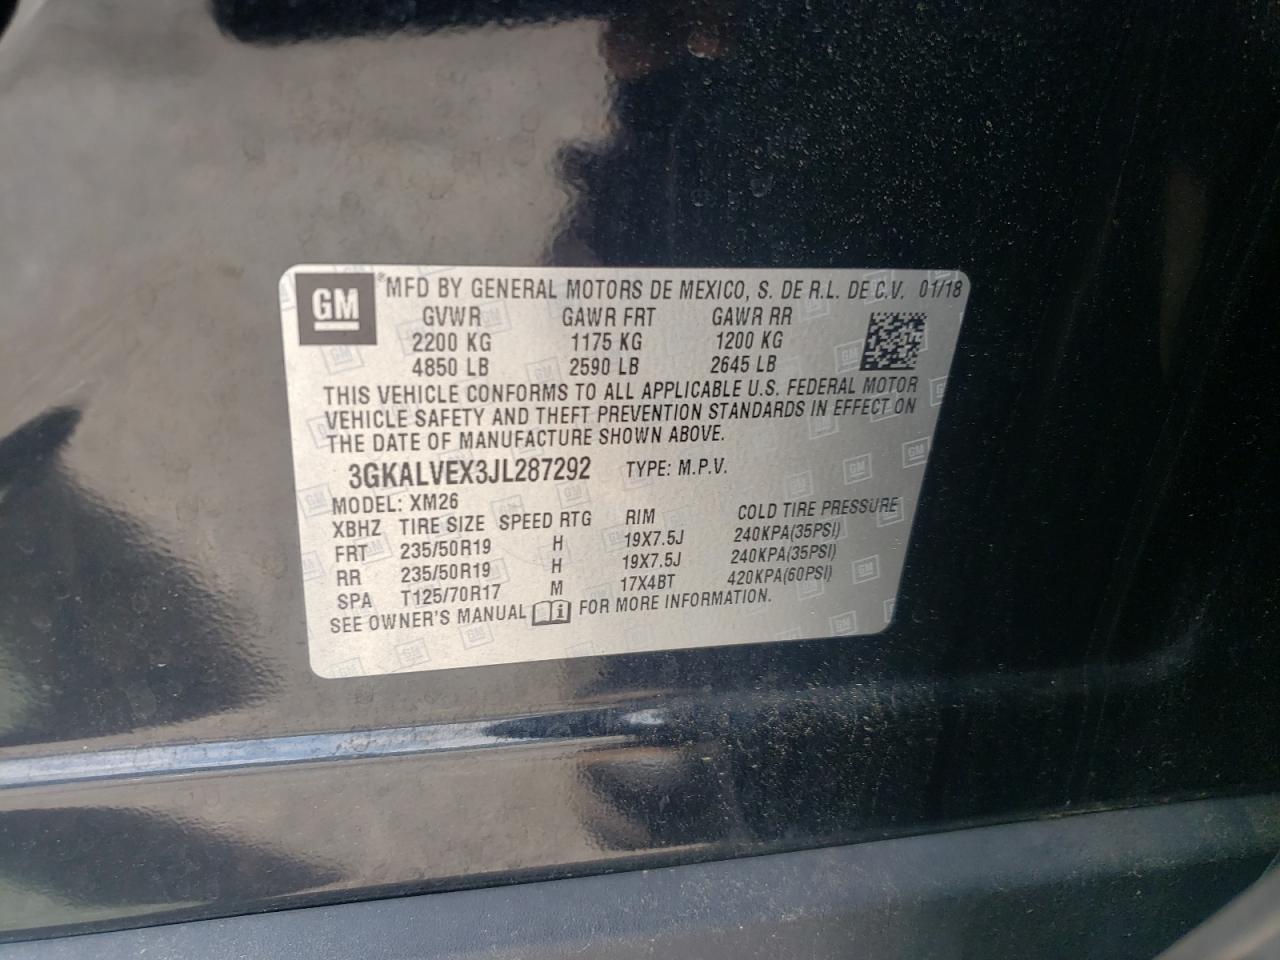 GM
®MFD BY GENERAL MOTORS DE MEXICO, S. DE R.L. DE C.V. 01/18
GVWR GAWR FRT GAWR RR
2200 KG 1175 KG 1200 KG
4850 LB 2590 LB 2645 LB
THIS VEHICLE CONFORMS TO ALL APPLICABLE U.S. FEDERAL MOTOR
VEHICLE SAFETY AND THEFT PREVENTION STANDARDS IN EFFECT ON
THE DATE OF MANUFACTURE SHOWN ABOVE.
3GKALVEX3JL287292 TYPE: M.P.V.
MODEL: XM26
XBHZ TIRE SIZE SPEED RTG RIM COLD TIRE PRESSURE
FRT 235/50R19 H 19X7.5J 240KPA(35PSI)
RR 235/50R19 H 19X7.5J 240KPA(35PSI)
SPA T125/70R17 M 17X4BT 420KPA(60PSI)
SEE OWNER'S MANUAL FOR MORE INFORMATION.